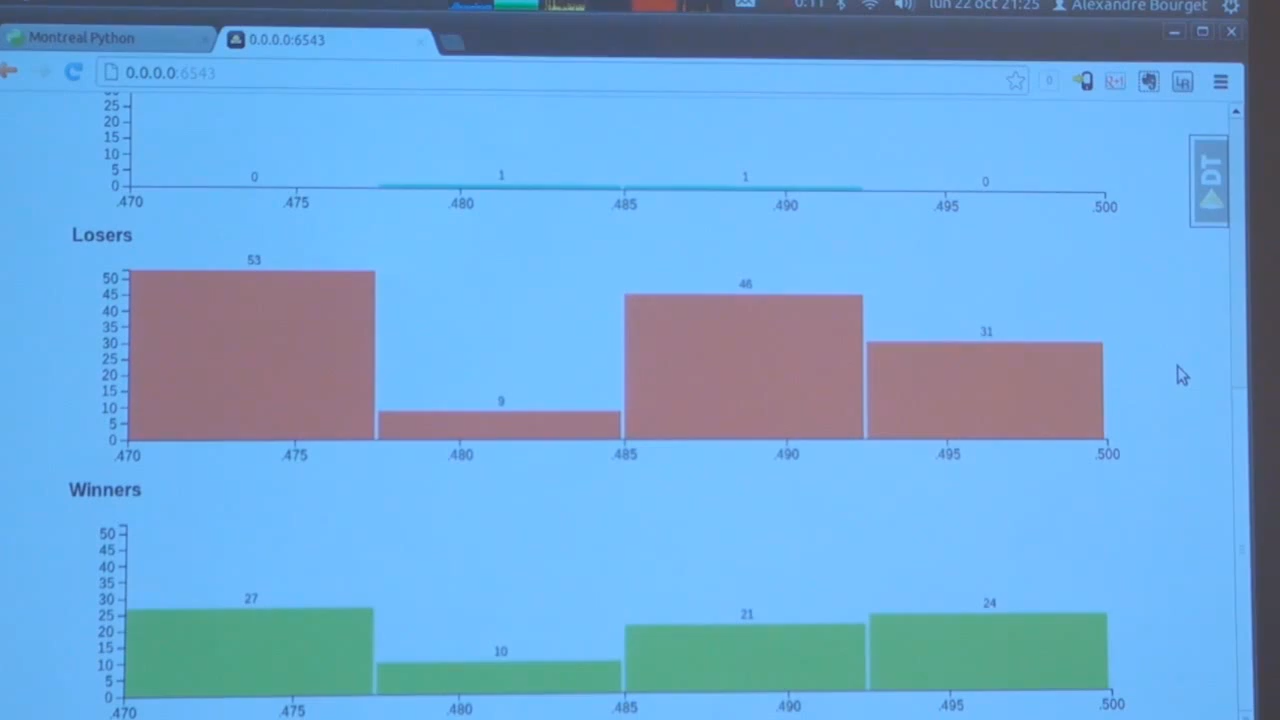 0:11 lun 22 oct 21:25 Alexandre Bourget
Montreal Python 0.0.0.0:6543
0.0.0.0:6543
25
20
15
10
5
0
0 1 1 0
.470 .475 .480 .485 .490 .495 .500
DT
Losers
50
45
40
35
30
25
20
15
10
5
0
53 9 46 31
.470 .475 .480 .485 .490 .495 .500
Winners
50
45
40
35
30
25
20
15
10
5
0
27 10 21 24
.470 .475 .480 .485 .490 .495 .500